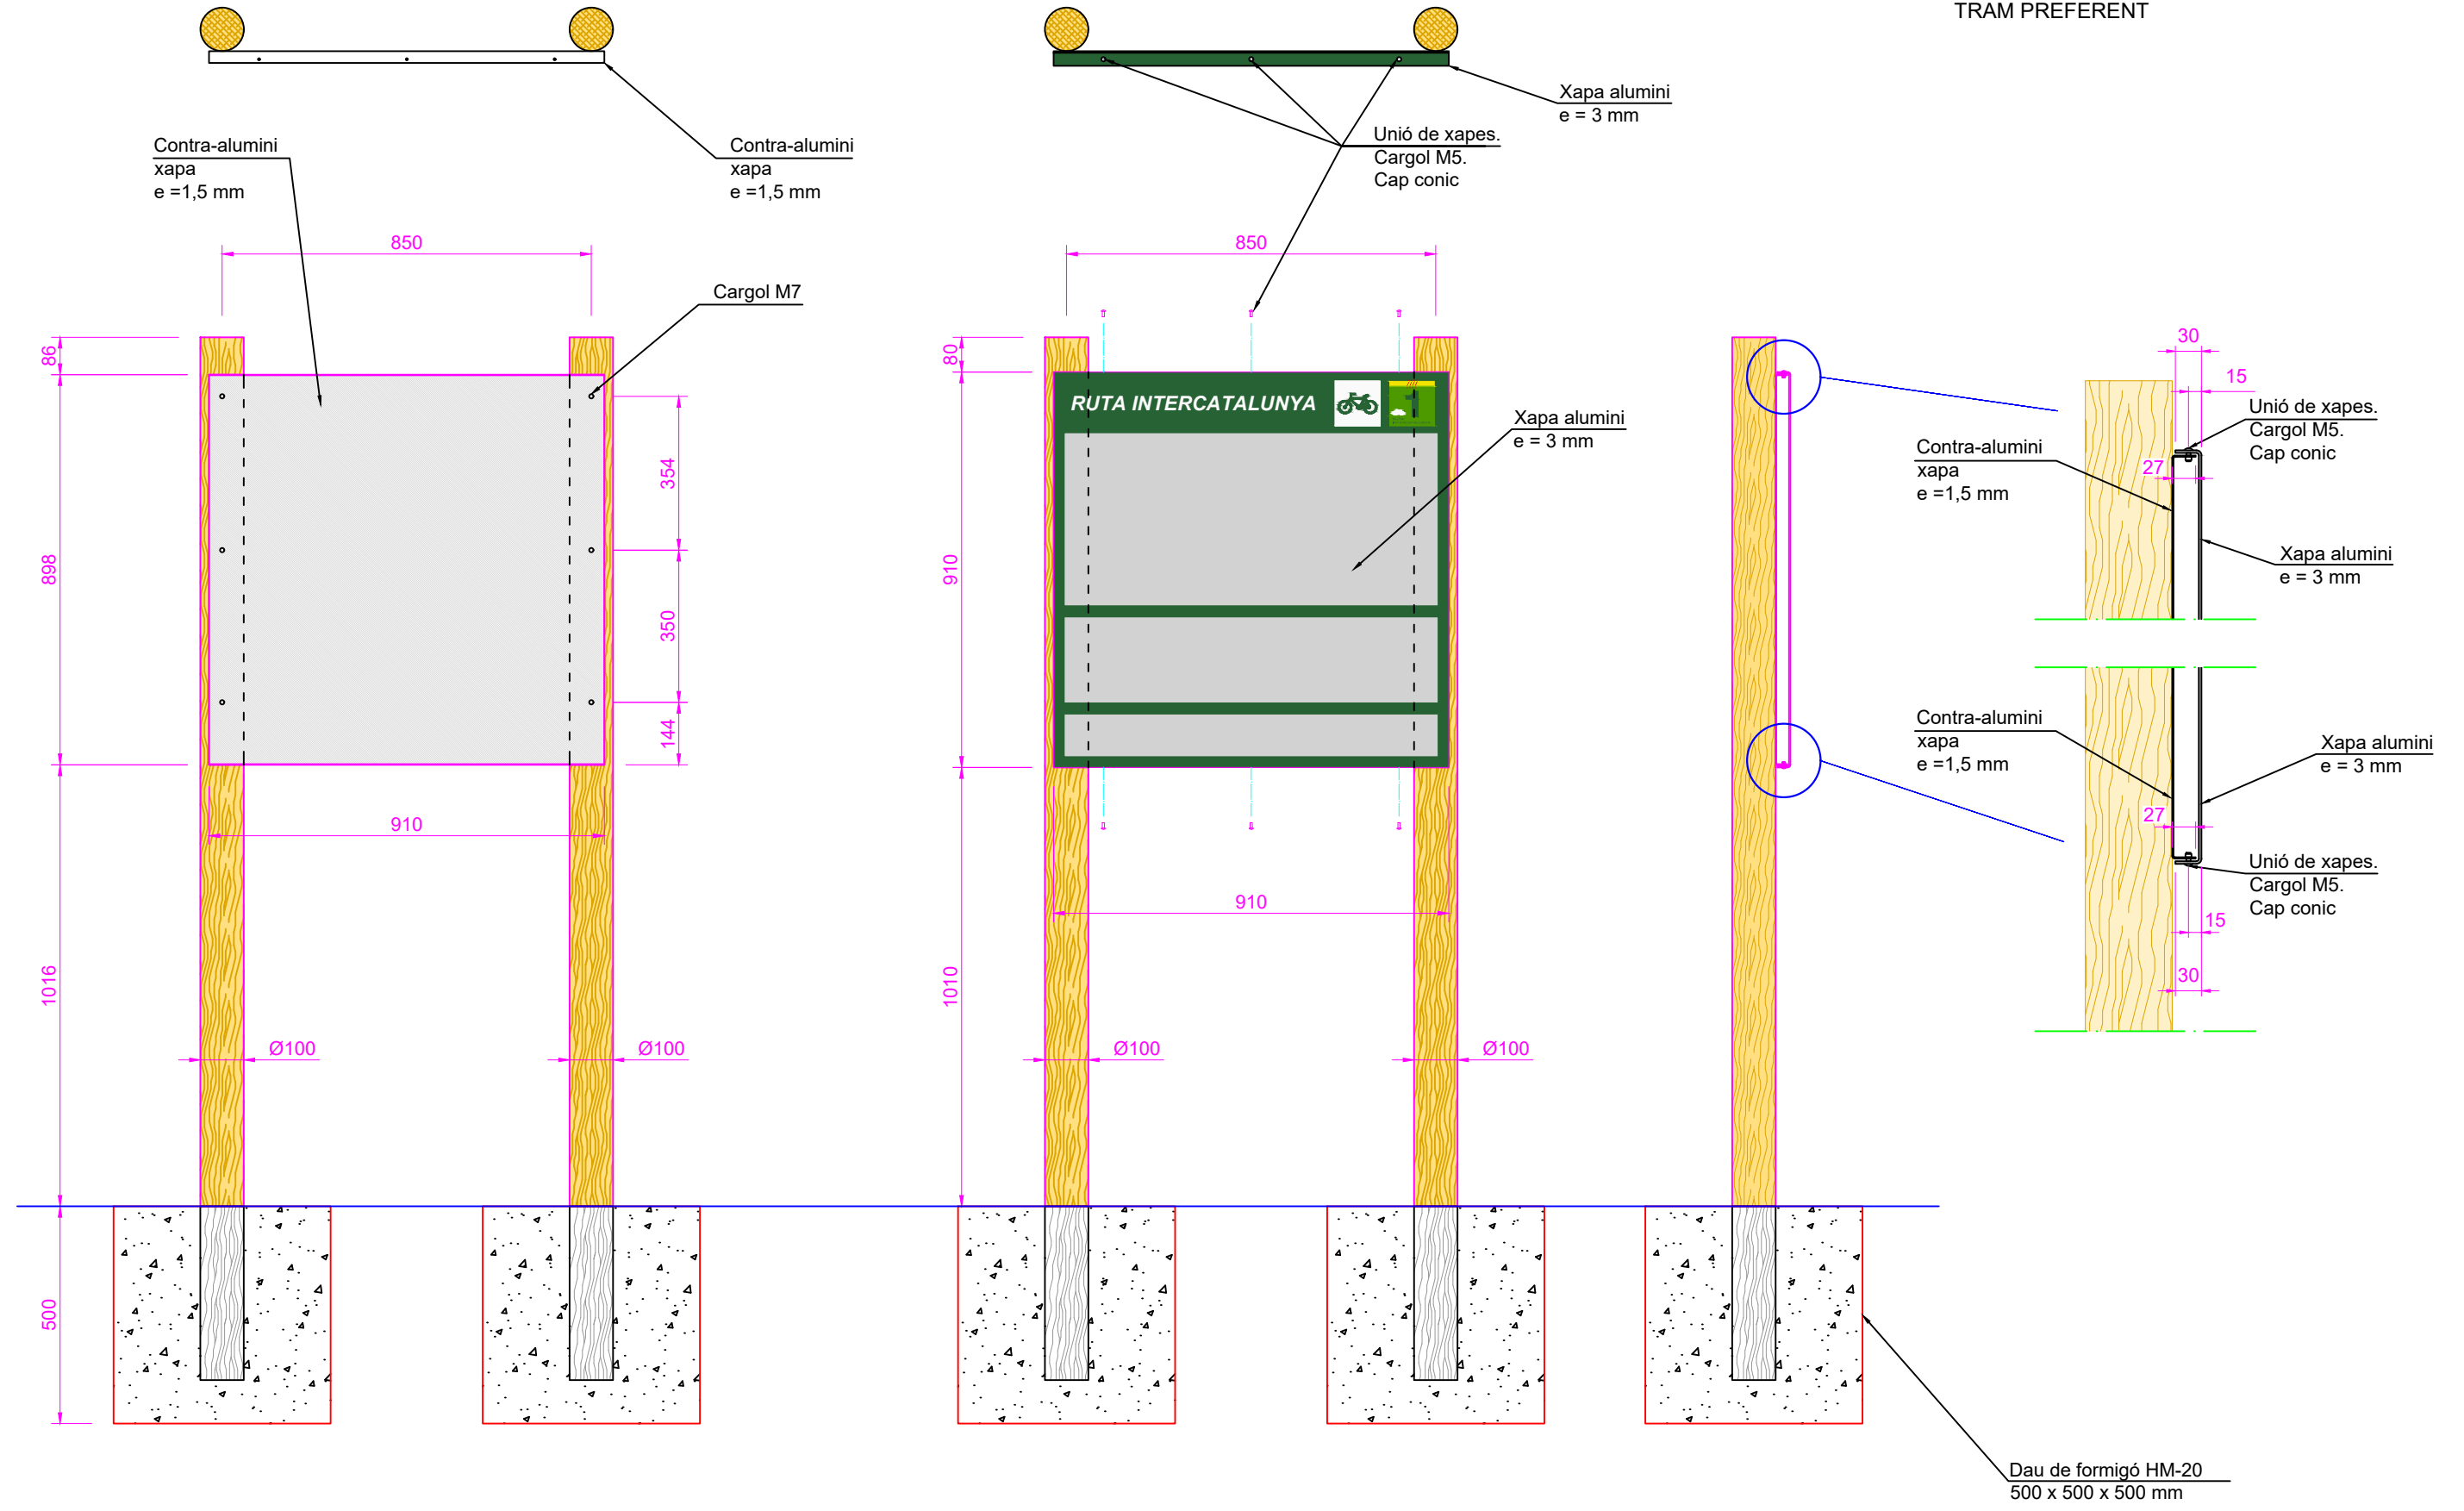 TRAM PREFERENT
Xapa alumini
e = 3 mm
Unió de xapes.
Cargol M5.
Cap conic
Contra-alumini
xapa
e =1,5 mm
Contra-alumini
xapa
e =1,5 mm
850
850
Cargol M7
86
898
1016
500
354
350
144
910
Ø100
Ø100
80
910
1010
RUTA INTERCATALUNYA
Xapa alumini
e = 3 mm
910
Ø100
Ø100
30
15
Unió de xapes.
Cargol M5.
Cap conic
Contra-alumini
xapa
e =1,5 mm
27
Xapa alumini
e = 3 mm
Contra-alumini
xapa
e =1,5 mm
Xapa alumini
e = 3 mm
27
Unió de xapes.
Cargol M5.
Cap conic
15
30
Dau de formigó HM-20
500 x 500 x 500 mm